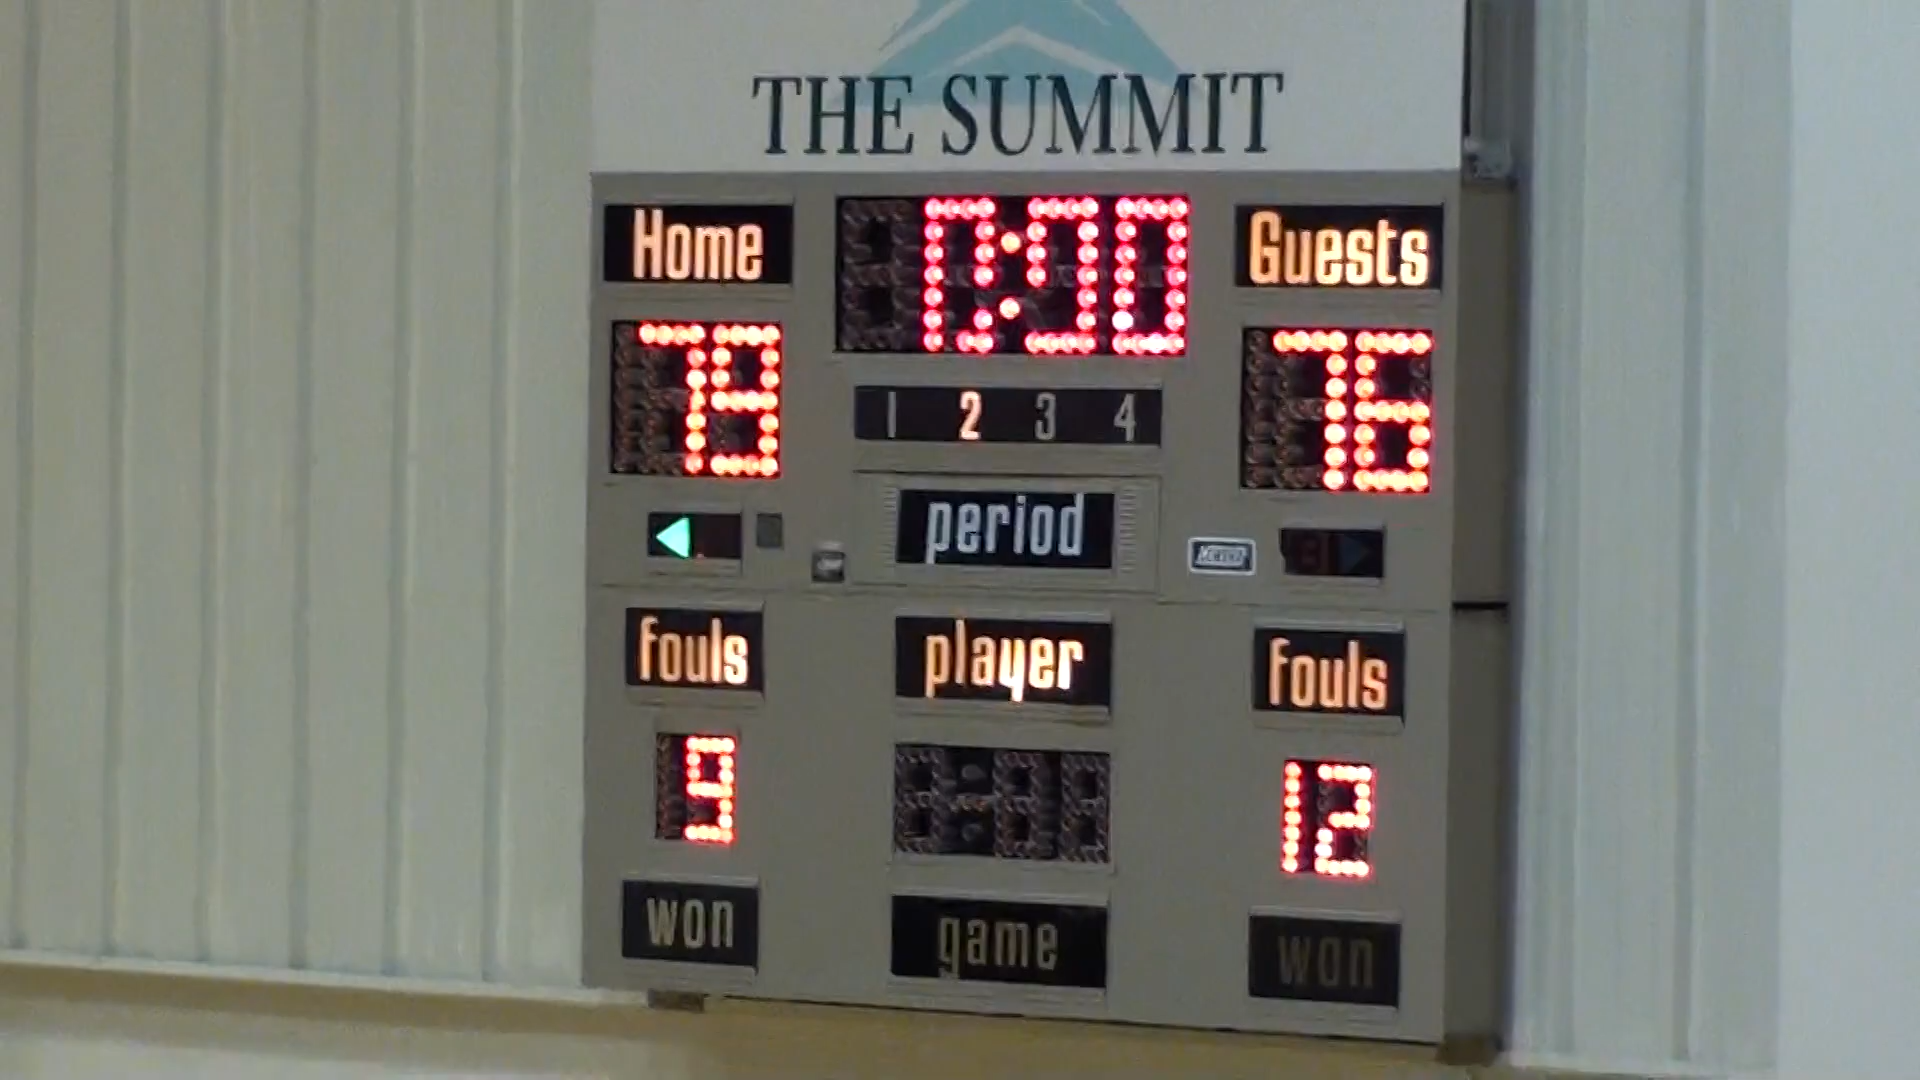 THE SUMMIT
Home 0:00 Guests
79 76
1 2 3 4
period
fouls player fouls
9 12
won game won